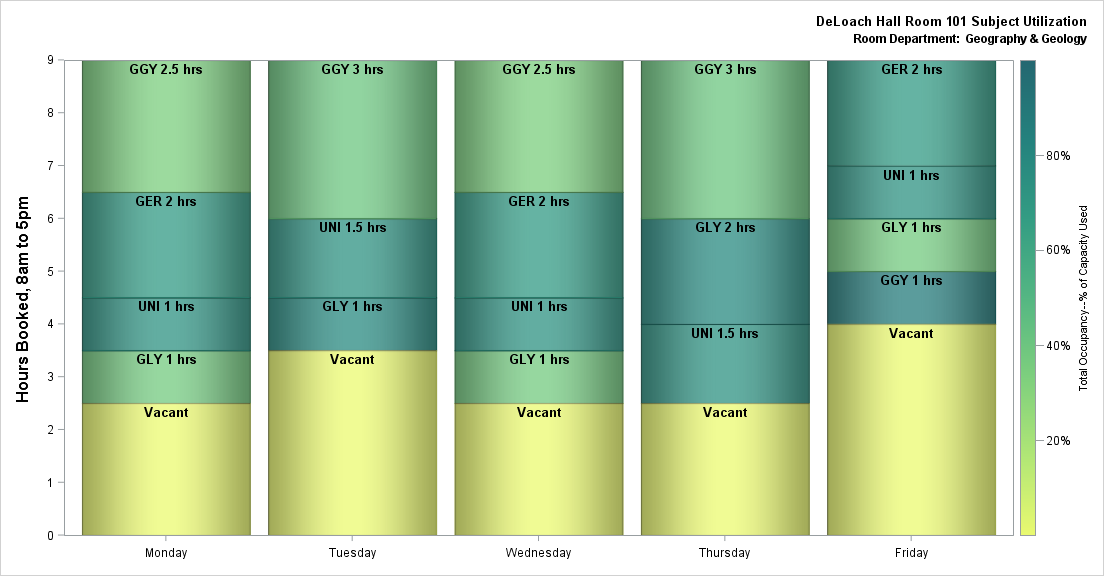 DeLoach Hall Room 101 Subject Utilization
Room Department: Geography & Geology
Hours Booked, 8am to 5pm
9
8
7
6
5
4
3
2
1
0
GGY 2.5 hrs
GER 2 hrs
UNI 1 hrs
GLY 1 hrs
Vacant
Monday
GGY 3 hrs
UNI 1.5 hrs
GLY 1 hrs
Vacant
Tuesday
GGY 2.5 hrs
GER 2 hrs
UNI 1 hrs
GLY 1 hrs
Vacant
Wednesday
GGY 3 hrs
GLY 2 hrs
UNI 1.5 hrs
Vacant
Thursday
GER 2 hrs
UNI 1 hrs
GLY 1 hrs
GGY 1 hrs
Vacant
Friday
80%
60%
40%
20%
Total Occupancy--% of Capacity Used